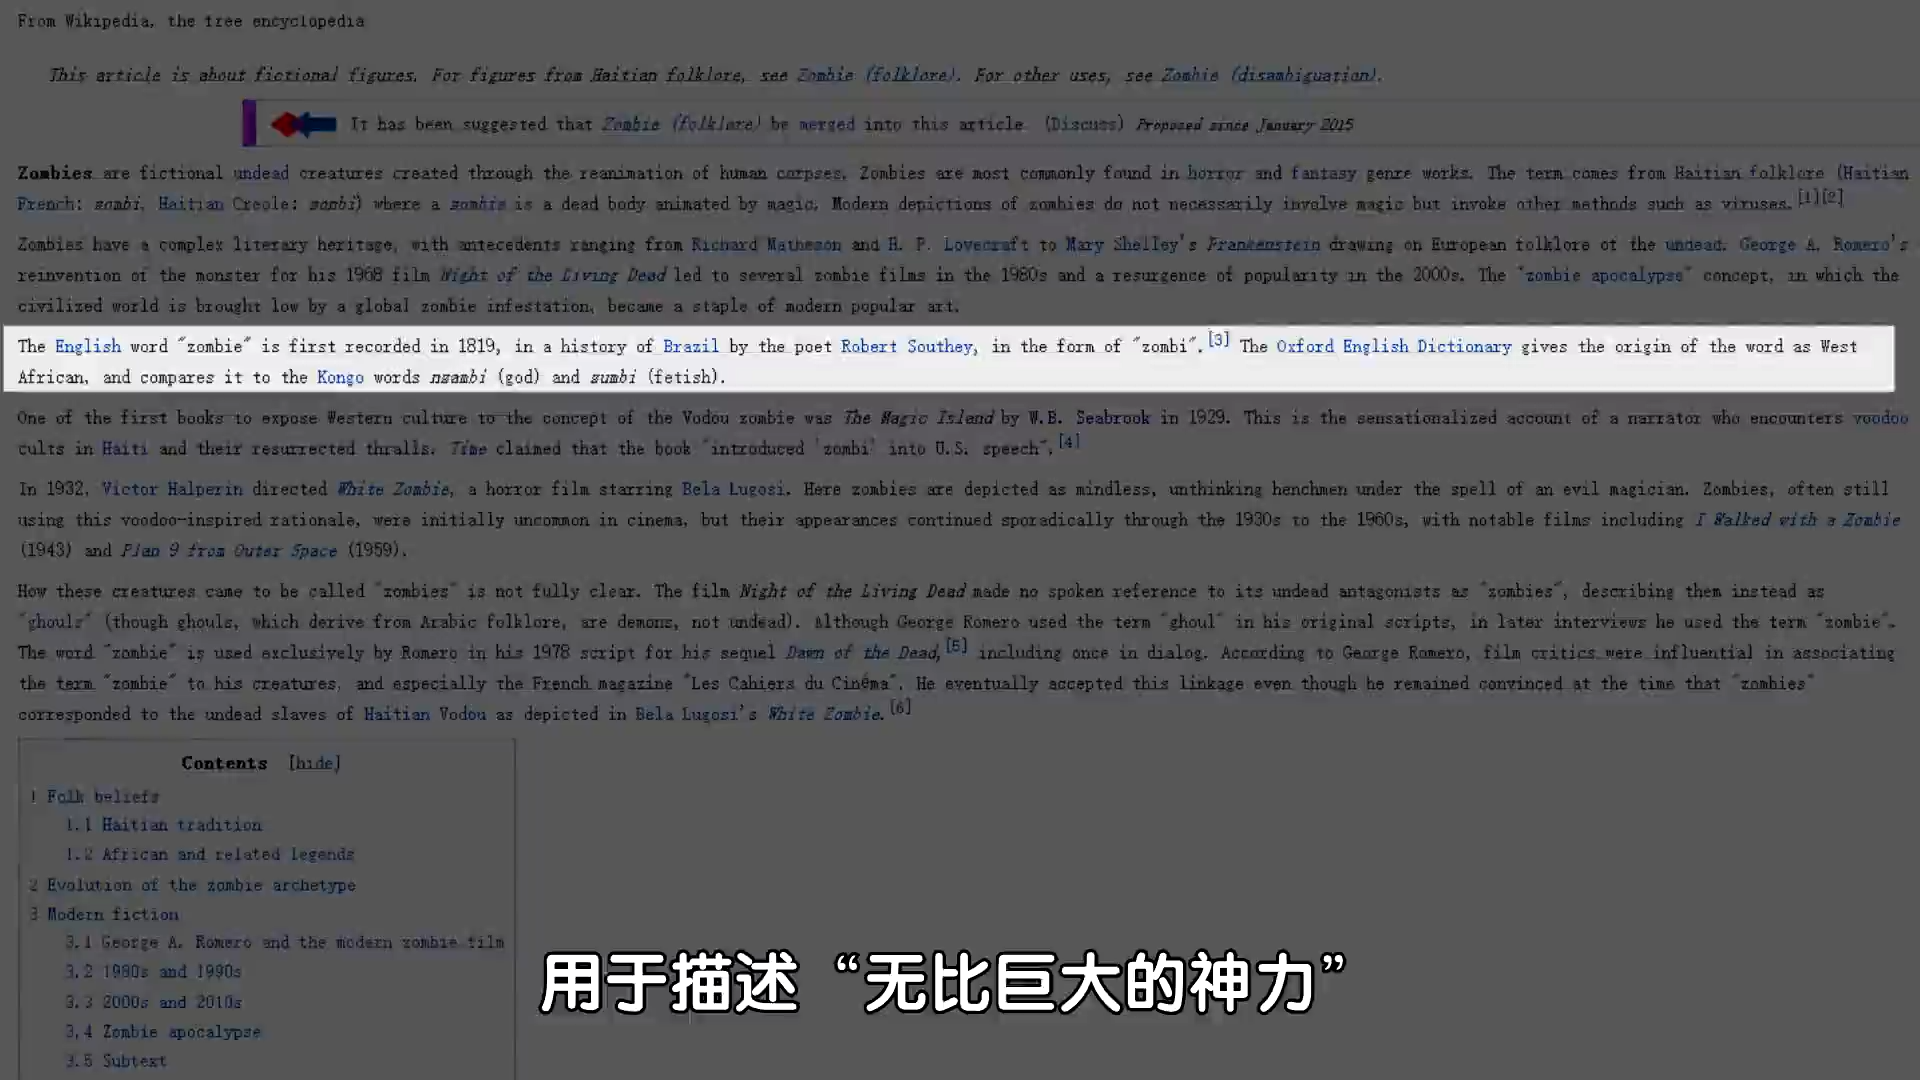 From Wikipedia, the free encyclopedia
This article is about fictional figures. For figures from Haitian folklore, see Zombie (folklore). For other uses, see Zombie (disambiguation).
It has been suggested that Zombie (folklore) be merged into this article. (Discuss) Proposed since January 2015
Zombies are fictional undead creatures created through the reanimation of human corpses. Zombies are most commonly found in horror and fantasy genre works. The term comes from Haitian folklore (Haitian
French: zombi, Haitian Creole: zonbi) where a zombie is a dead body animated by magic. Modern depictions of zombies do not necessarily involve magic but invoke other methods such as viruses.[1][2]
Zombies have a complex literary heritage, with antecedents ranging from Richard Matheson and H. P. Lovecraft to Mary Shelley's Frankenstein drawing on European folklore of the undead. George A. Romero's
reinvention of the monster for his 1968 film Night of the Living Dead led to several zombie films in the 1980s and a resurgence of popularity in the 2000s. The "zombie apocalypse" concept, in which the
civilized world is brought low by a global zombie infestation, became a staple of modern popular art.
The English word "zombie" is first recorded in 1819, in a history of Brazil by the poet Robert Southey, in the form of "zombi".[3] The Oxford English Dictionary gives the origin of the word as West
African, and compares it to the Kongo words nzambi (god) and zumbi (fetish).
One of the first books to expose Western culture to the concept of the Vodou zombie was The Magic Island by W.B. Seabrook in 1929. This is the sensationalized account of a narrator who encounters voodoo
cults in Haiti and their resurrected thralls. Time claimed that the book "introduced 'zombi' into U.S. speech".[4]
In 1932, Victor Halperin directed White Zombie, a horror film starring Bela Lugosi. Here zombies are depicted as mindless, unthinking henchmen under the spell of an evil magician. Zombies, often still
using this voodoo-inspired rationale, were initially uncommon in cinema, but their appearances continued sporadically through the 1930s to the 1960s, with notable films including I Walked with a Zombie
(1943) and Plan 9 from Outer Space (1959).
How these creatures came to be called "zombies" is not fully clear. The film Night of the Living Dead made no spoken reference to its undead antagonists as "zombies", describing them instead as
"ghouls" (though ghouls, which derive from Arabic folklore, are demons, not undead). Although George Romero used the term "ghoul" in his original scripts, in later interviews he used the term "zombie".
The word "zombie" is used exclusively by Romero in his 1978 script for his sequel Dawn of the Dead,[5] including once in dialog. According to George Romero, film critics were influential in associating
the term "zombie" to his creatures, and especially the French magazine "Les Cahiers du Cinéma". He eventually accepted this linkage even though he remained convinced at the time that "zombies"
corresponded to the undead slaves of Haitian Vodou as depicted in Bela Lugosi's White Zombie.[6]
Contents [hide]
1 Folk beliefs
1.1 Haitian tradition
1.2 African and related legends
2 Evolution of the zombie archetype
3 Modern fiction
3.1 George A. Romero and the modern zombie film
3.2 1980s and 1990s
3.3 2000s and 2010s
3.4 Zombie apocalypse
3.5 Subtext
用于描述“无比巨大的神力”